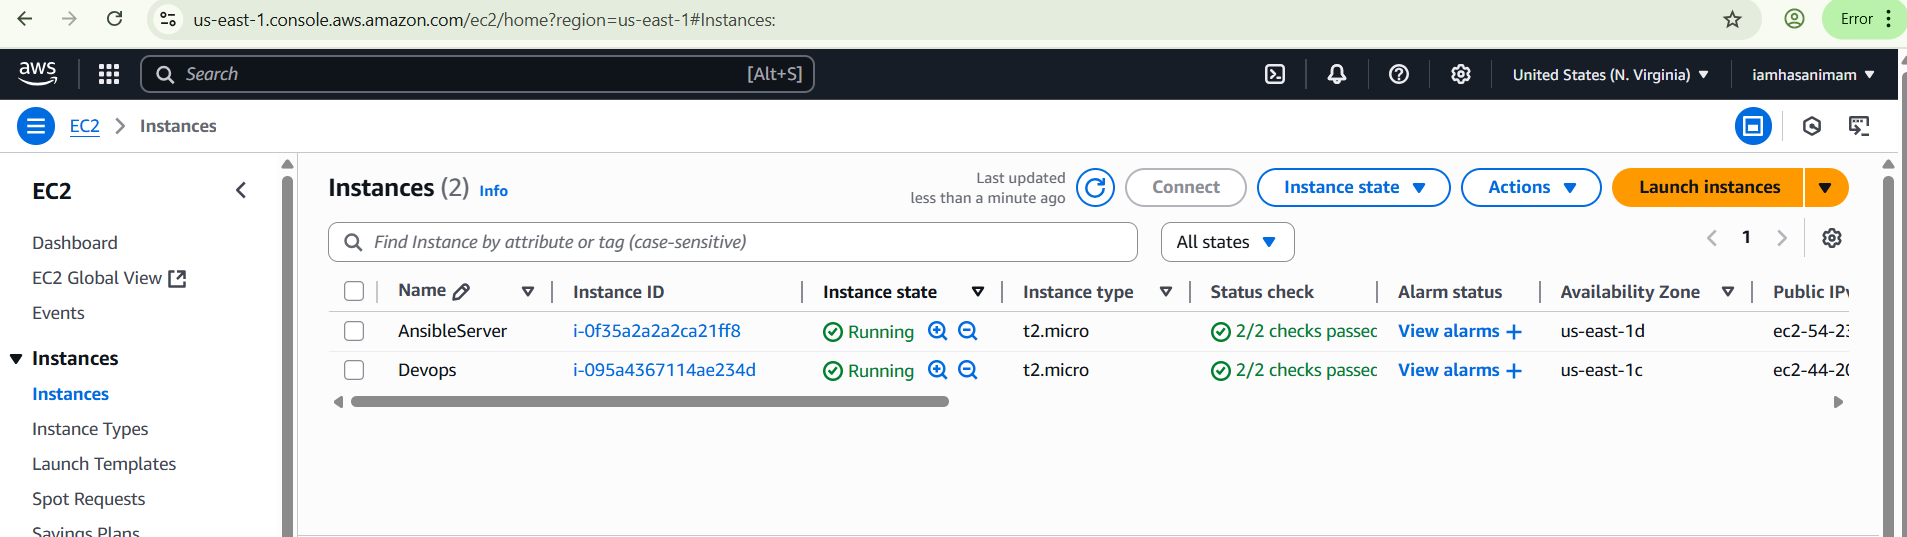 us-east-1.console.aws.amazon.com/ec2/home?region=us-east-1#Instances:
Error
aws
Search
[Alt+S]
United States (N. Virginia)
iamhasanimam
EC2
Instances
EC2
Dashboard
EC2 Global View
Events
Instances
Instances
Instance Types
Launch Templates
Spot Requests
Savings Plans
Instances (2) Info
Last updated
less than a minute ago
Connect
Instance state
Actions
Launch instances
Find Instance by attribute or tag (case-sensitive)
All states
1
Name Instance ID Instance state Instance type Status check Alarm status Availability Zone Public IPv
AnsibleServer i-0f35a2a2a2ca21ff8 Running t2.micro 2/2 checks passed View alarms + us-east-1d ec2-54-23
Devops i-095a4367114ae234d Running t2.micro 2/2 checks passed View alarms + us-east-1c ec2-44-20